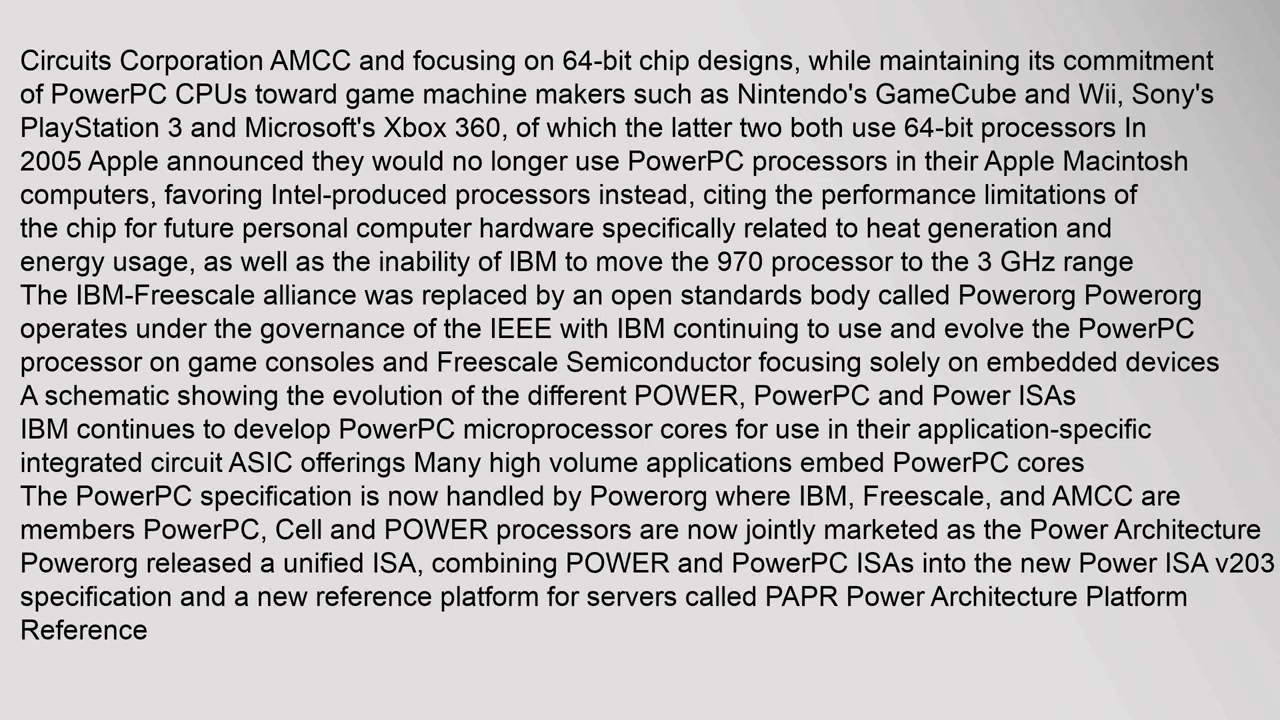 Circuits Corporation AMCC and focusing on 64-bit chip designs, while maintaining its commitment
of PowerPC CPUs toward game machine makers such as Nintendo's GameCube and Wii, Sony's
PlayStation 3 and Microsoft's Xbox 360, of which the latter two both use 64-bit processors In
2005 Apple announced they would no longer use PowerPC processors in their Apple Macintosh
computers, favoring Intel-produced processors instead, citing the performance limitations of
the chip for future personal computer hardware specifically related to heat generation and
energy usage, as well as the inability of IBM to move the 970 processor to the 3 GHz range
The IBM-Freescale alliance was replaced by an open standards body called Powerorg Powerorg
operates under the governance of the IEEE with IBM continuing to use and evolve the PowerPC
processor on game consoles and Freescale Semiconductor focusing solely on embedded devices
A schematic showing the evolution of the different POWER, PowerPC and Power ISAs
IBM continues to develop PowerPC microprocessor cores for use in their application-specific
integrated circuit ASIC offerings Many high volume applications embed PowerPC cores
The PowerPC specification is now handled by Powerorg where IBM, Freescale, and AMCC are
members PowerPC, Cell and POWER processors are now jointly marketed as the Power Architecture
Powerorg released a unified ISA, combining POWER and PowerPC ISAs into the new Power ISA v203
specification and a new reference platform for servers called PAPR Power Architecture Platform
Reference